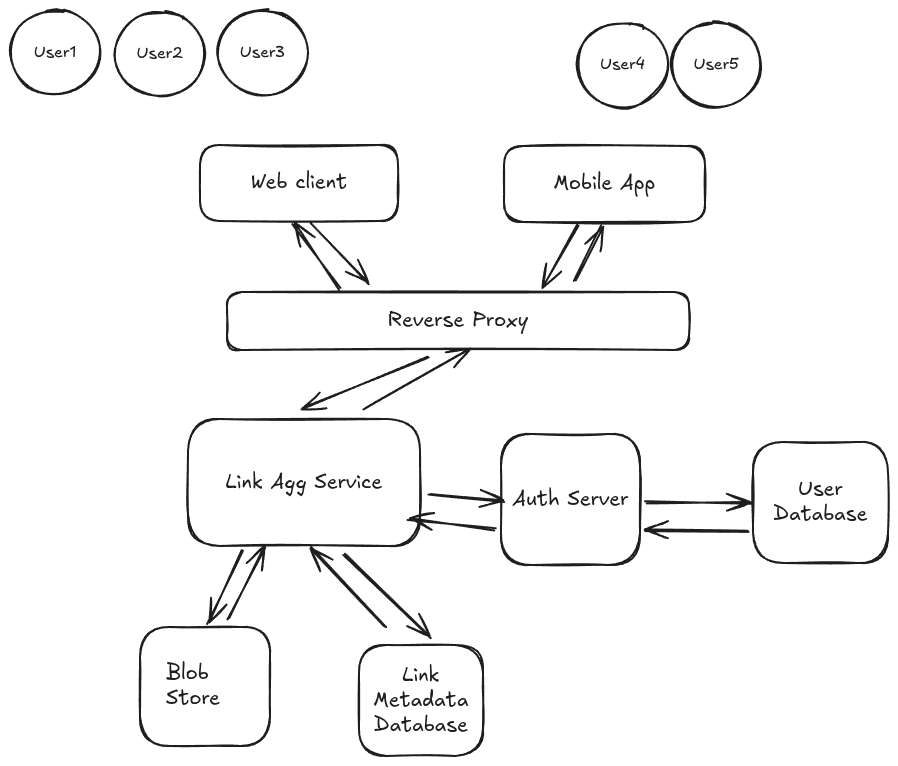 User1
User2
User3
User4
User5
Web client
Mobile App
Reverse Proxy
Link Agg Service
Auth Server
User
Database
Blob
Store
Link
Metadata
Database